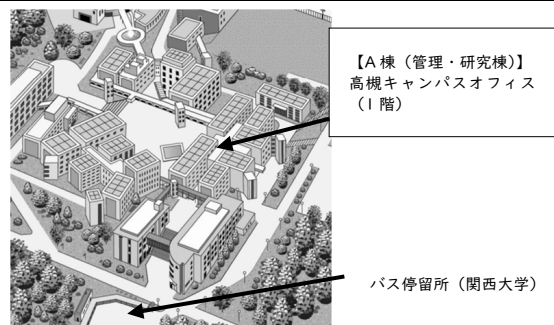 【A棟（管理・研究棟）】
高槻キャンパスオフィス
（1階）
バス停留所（関西大学）